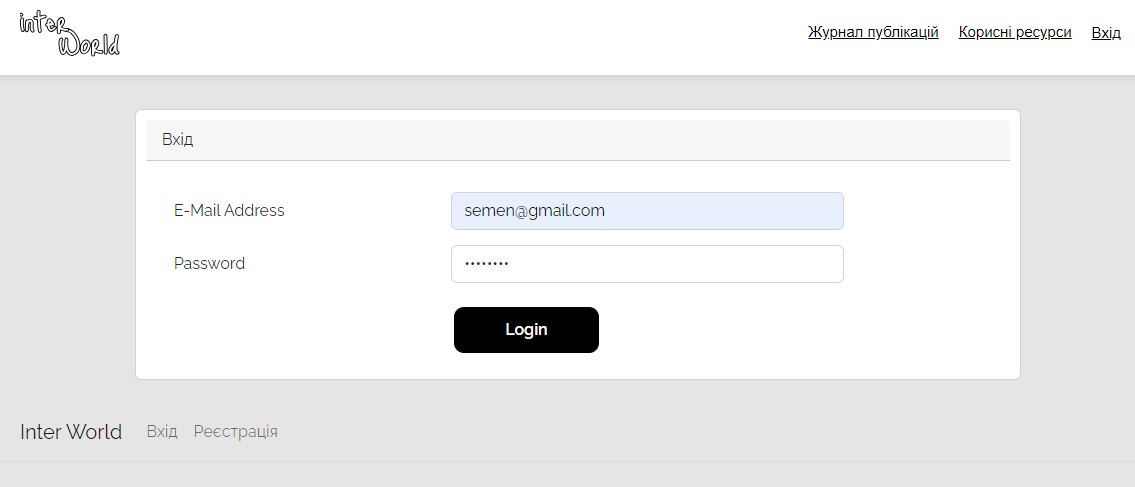 inter
World
Журнал публікацій Корисні ресурси Вхід
Вхід
E-Mail Address semen@gmail.com
Password ••••••••
Login
Inter World Вхід Реєстрація